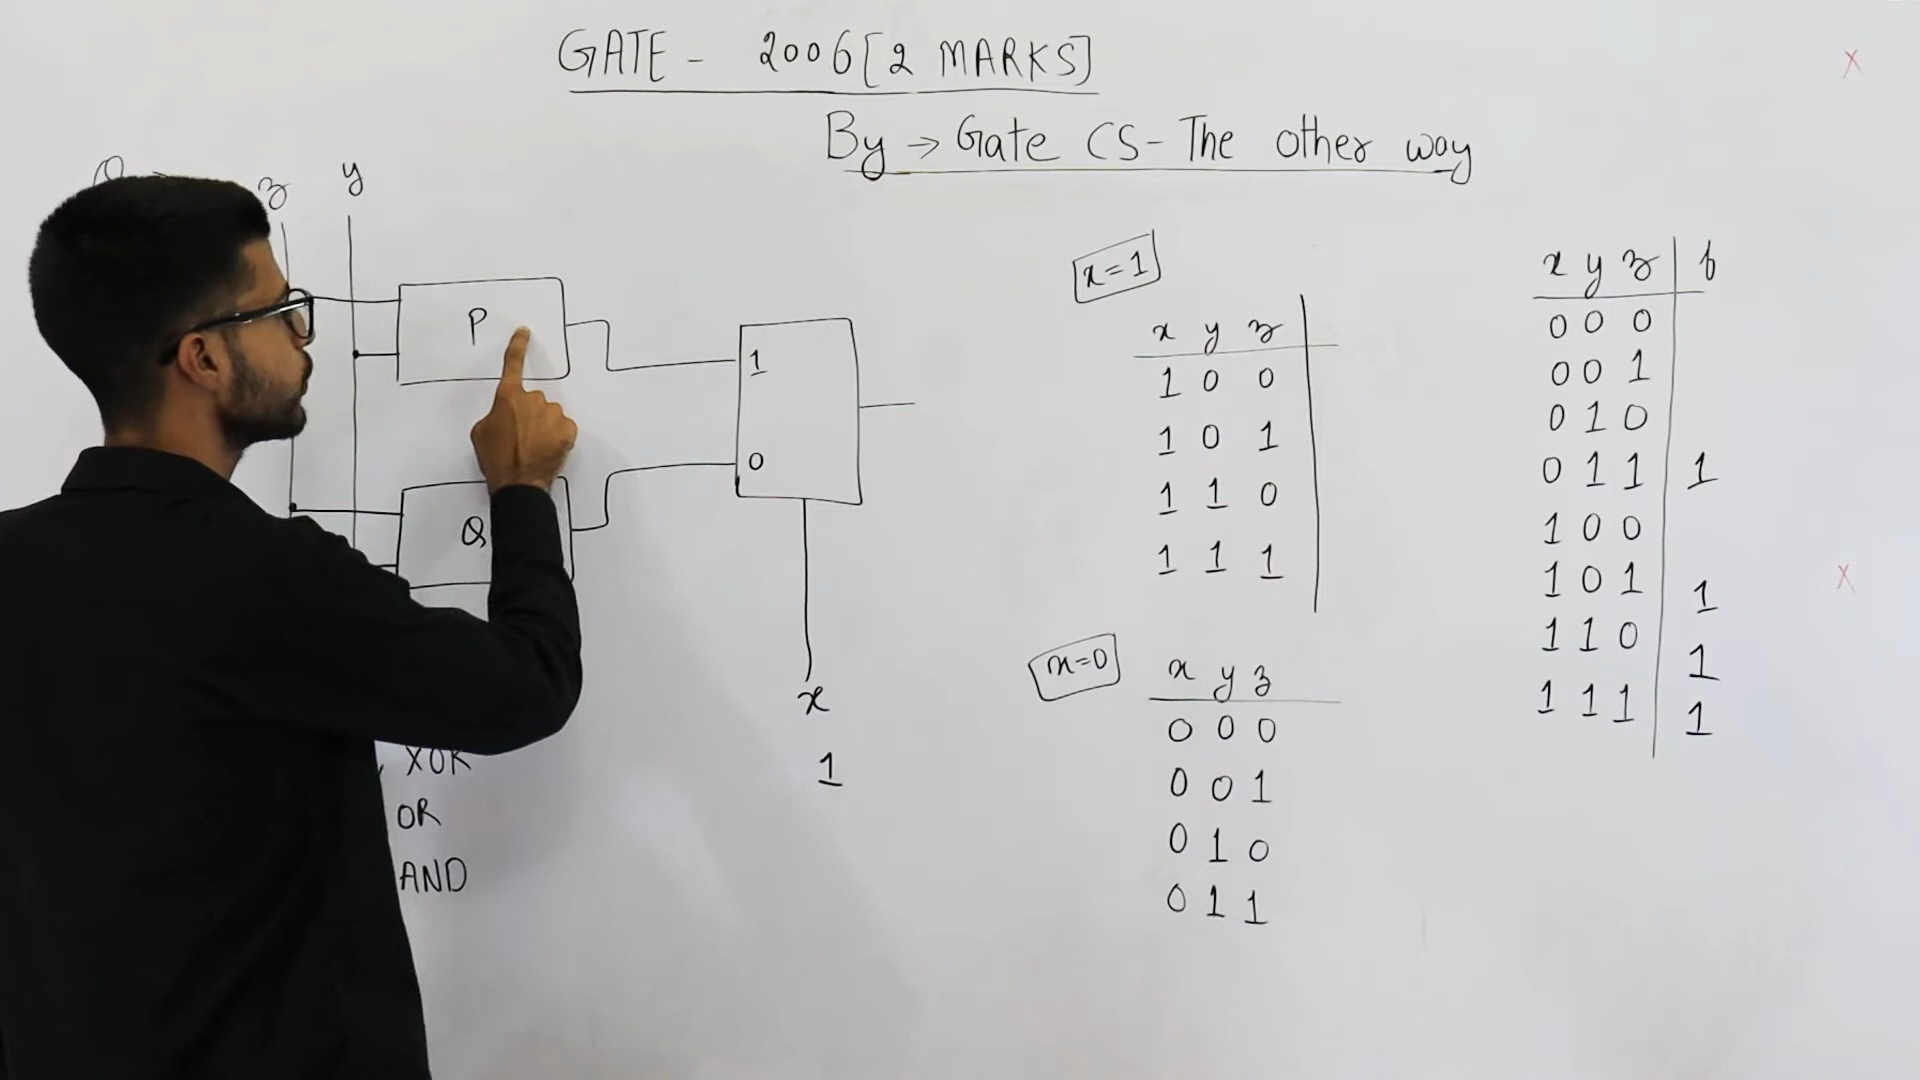 GATE - 2006 [2 MARKS]
By → Gate CS - The other way
z y
P
1
0
Q
x
1
XOR
OR
AND
x=1
x y z
1 0 0
1 0 1
1 1 0
1 1 1
x=0
x y z
0 0 0
0 0 1
0 1 0
0 1 1
x y z f
0 0 0
0 0 1
0 1 0
0 1 1 1
1 0 0
1 0 1 1
1 1 0 1
1 1 1 1
X
X